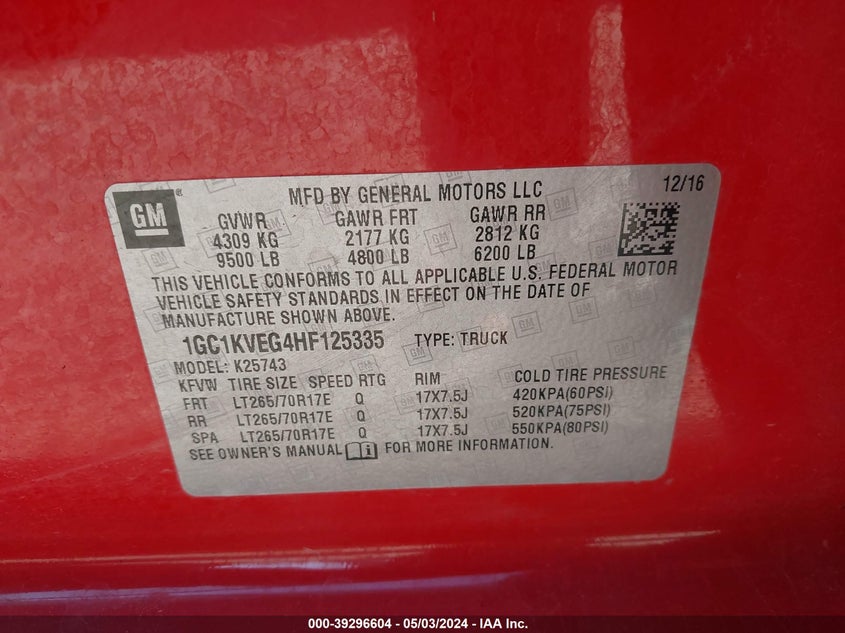 GM ®
MFD BY GENERAL MOTORS LLC 12/16
GVWR GAWR FRT GAWR RR
4309 KG 2177 KG 2812 KG
9500 LB 4800 LB 6200 LB
THIS VEHICLE CONFORMS TO ALL APPLICABLE U.S. FEDERAL MOTOR
VEHICLE SAFETY STANDARDS IN EFFECT ON THE DATE OF
MANUFACTURE SHOWN ABOVE.
1GC1KVEG4HF125335 TYPE: TRUCK
MODEL: K25743
KFVW TIRE SIZE SPEED RTG RIM COLD TIRE PRESSURE
FRT LT265/70R17E Q 17X7.5J 420KPA(60PSI)
RR LT265/70R17E Q 17X7.5J 520KPA(75PSI)
SPA LT265/70R17E Q 17X7.5J 550KPA(80PSI)
SEE OWNER'S MANUAL FOR MORE INFORMATION.
000-39296604 - 05/03/2024 - IAA Inc.